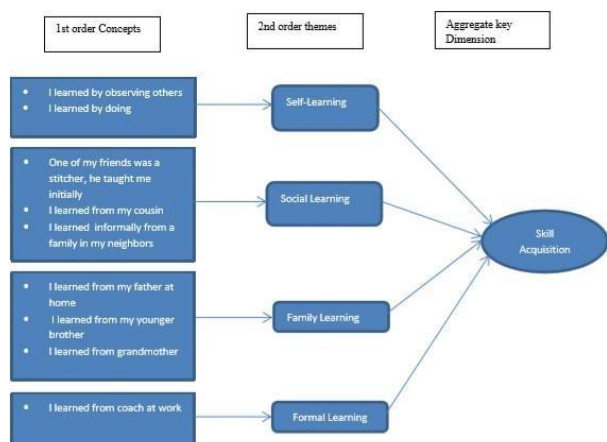 1st order Concepts
2nd order themes
Aggregate key
Dimension
• I learned by observing others
• I learned by doing
Self-Learning
• One of my friends was a
stitcher, he taught me
initially
• I learned from my cousin
• I learned informally from a
family in my neighbors
Social Learning
Skill
Acquisition
• I learned from my father at
home
• I learned from my younger
brother
• I learned from grandmother
Family Learning
• I learned from coach at work
Formal Learning